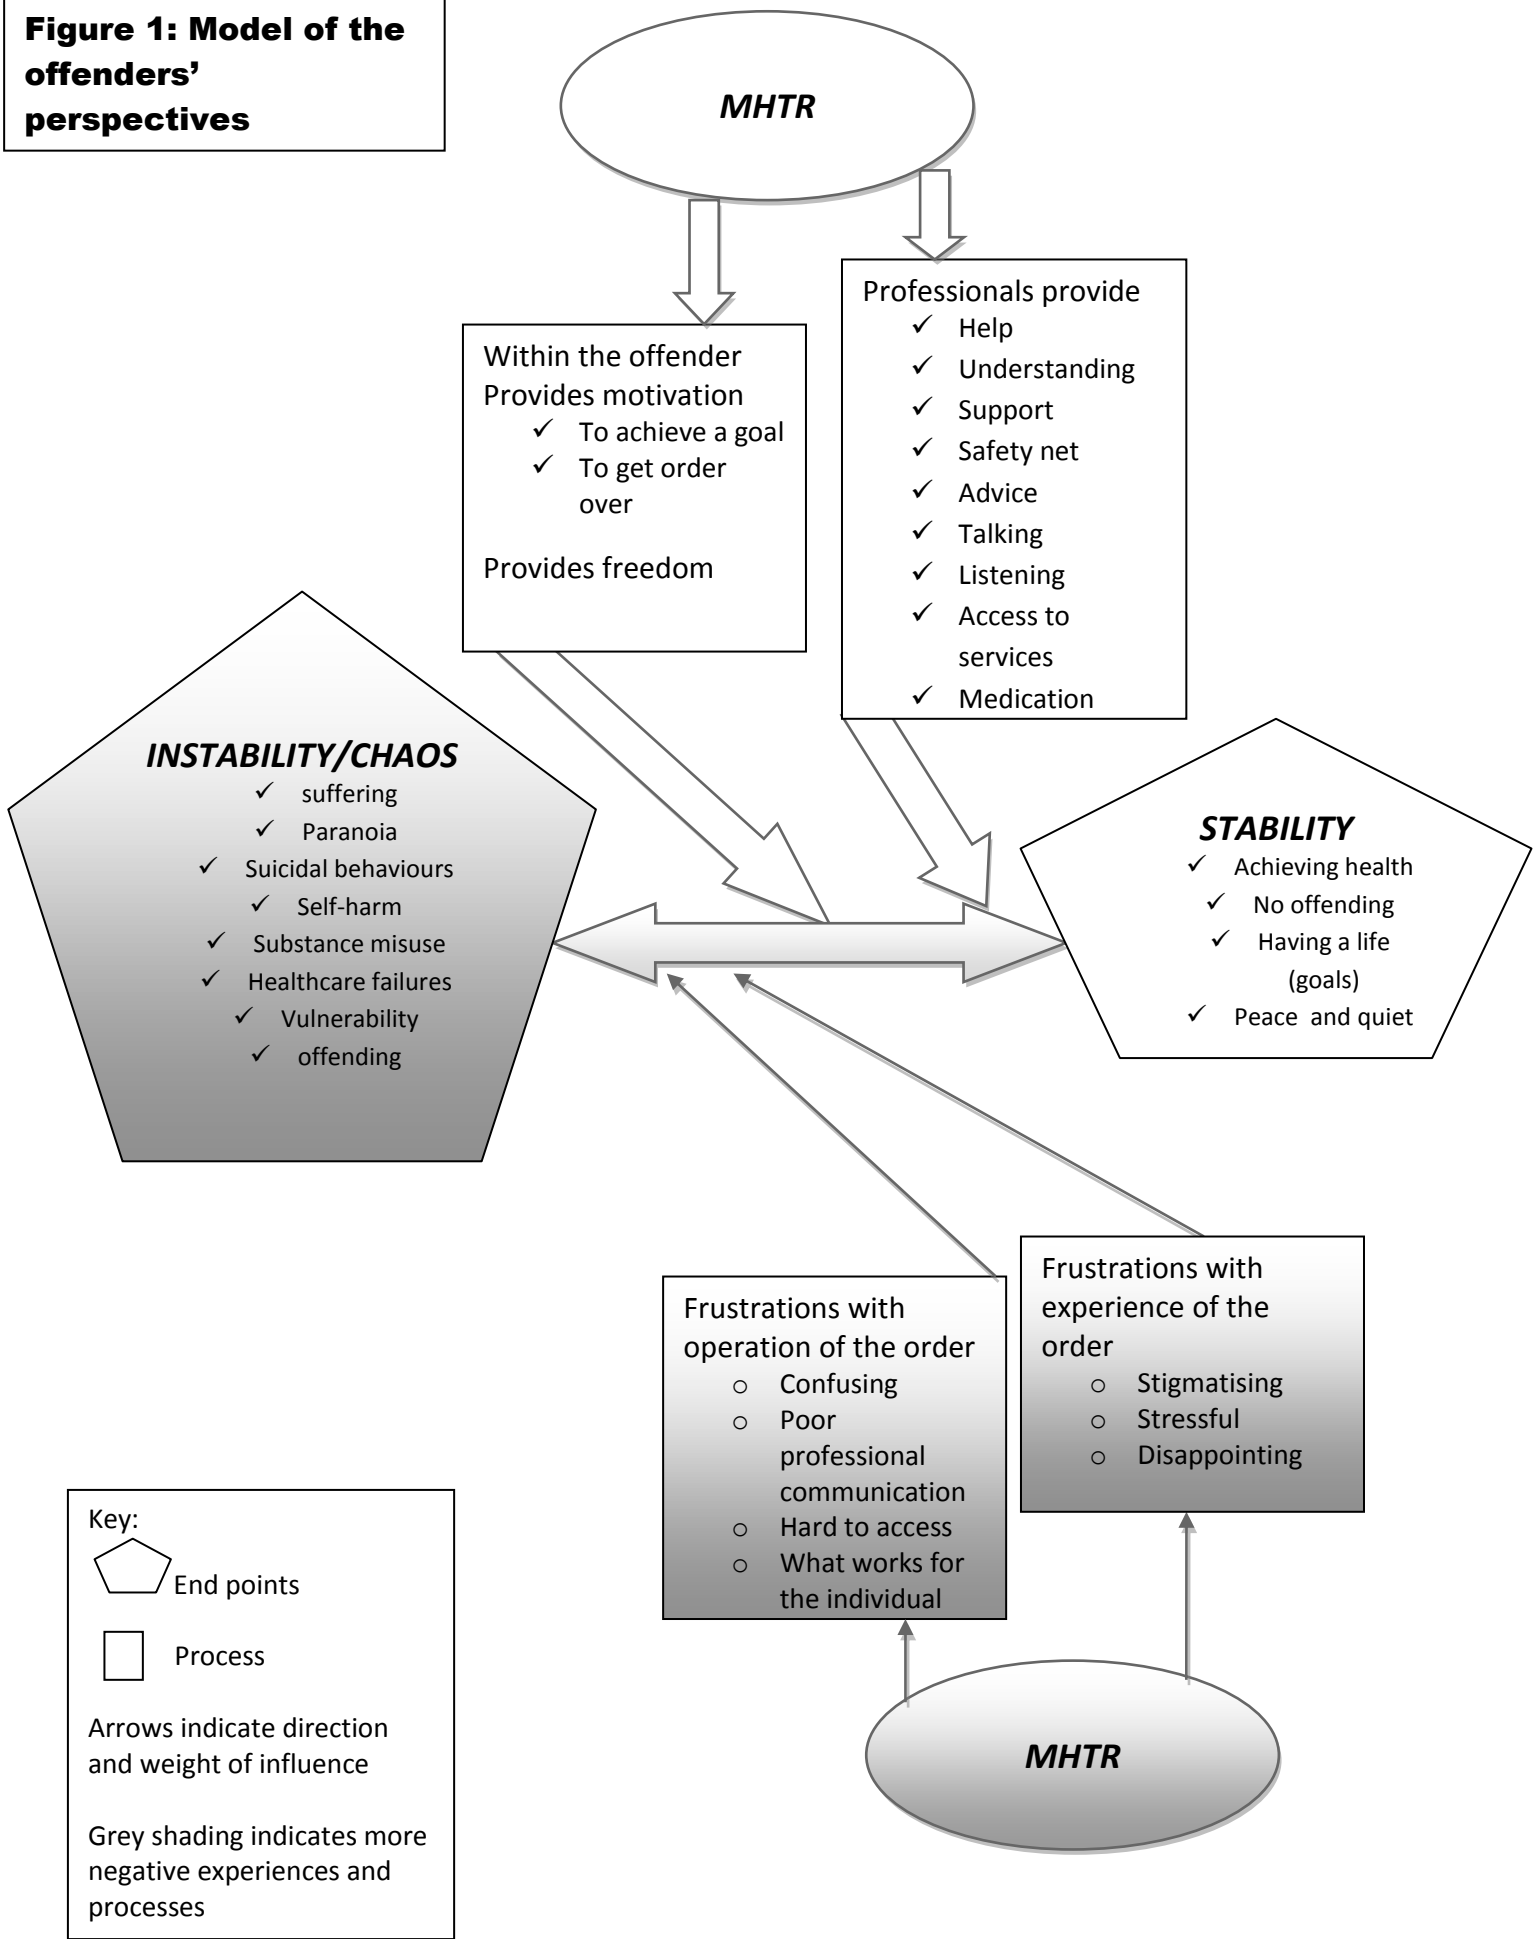 Figure 1: Model of the
offenders’
perspectives
MHTR
Within the offender
Provides motivation
✓ To achieve a goal
✓ To get order
over
Provides freedom
Professionals provide
✓ Help
✓ Understanding
✓ Support
✓ Safety net
✓ Advice
✓ Talking
✓ Listening
✓ Access to
services
✓ Medication
INSTABILITY/CHAOS
✓ suffering
✓ Paranoia
✓ Suicidal behaviours
✓ Self-harm
✓ Substance misuse
✓ Healthcare failures
✓ Vulnerability
✓ offending
STABILITY
✓ Achieving health
✓ No offending
✓ Having a life
(goals)
✓ Peace and quiet
Frustrations with
operation of the order
o Confusing
o Poor
professional
communication
o Hard to access
o What works for
the individual
Frustrations with
experience of the
order
o Stigmatising
o Stressful
o Disappointing
MHTR
Key:
End points
Process
Arrows indicate direction
and weight of influence
Grey shading indicates more
negative experiences and
processes